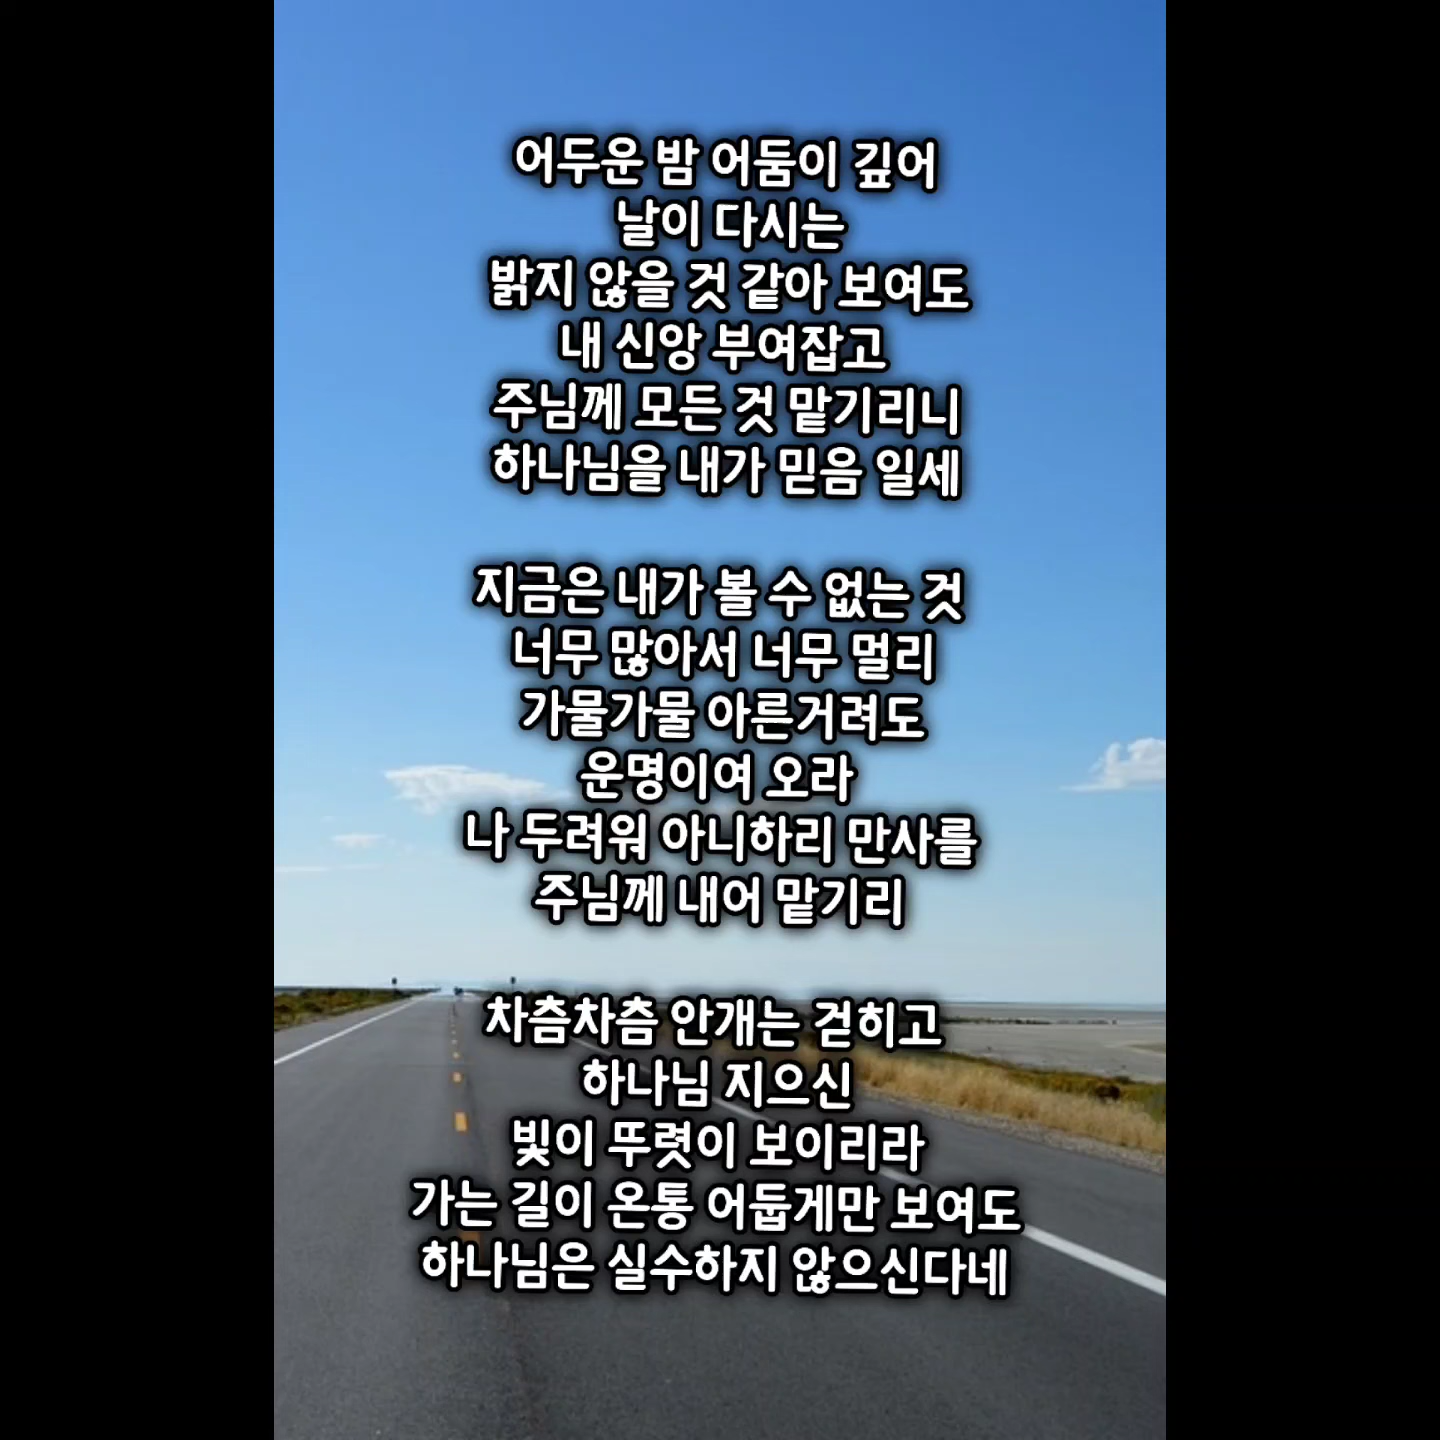 어두운 밤 어둠이 깊어
날이 다시는
밝지 않을 것 같아 보여도
내 신앙 부여잡고
주님께 모든 것 맡기리니
하나님을 내가 믿음 일세
지금은 내가 볼 수 없는 것
너무 많아서 너무 멀리
가물가물 아른거려도
운명이여 오라
나 두려워 아니하리 만사를
주님께 내어 맡기리
차츰차츰 안개는 걷히고
하나님 지으신
빛이 뚜렷이 보이리라
가는 길이 온통 어둡게만 보여도
하나님은 실수하지 않으신다네